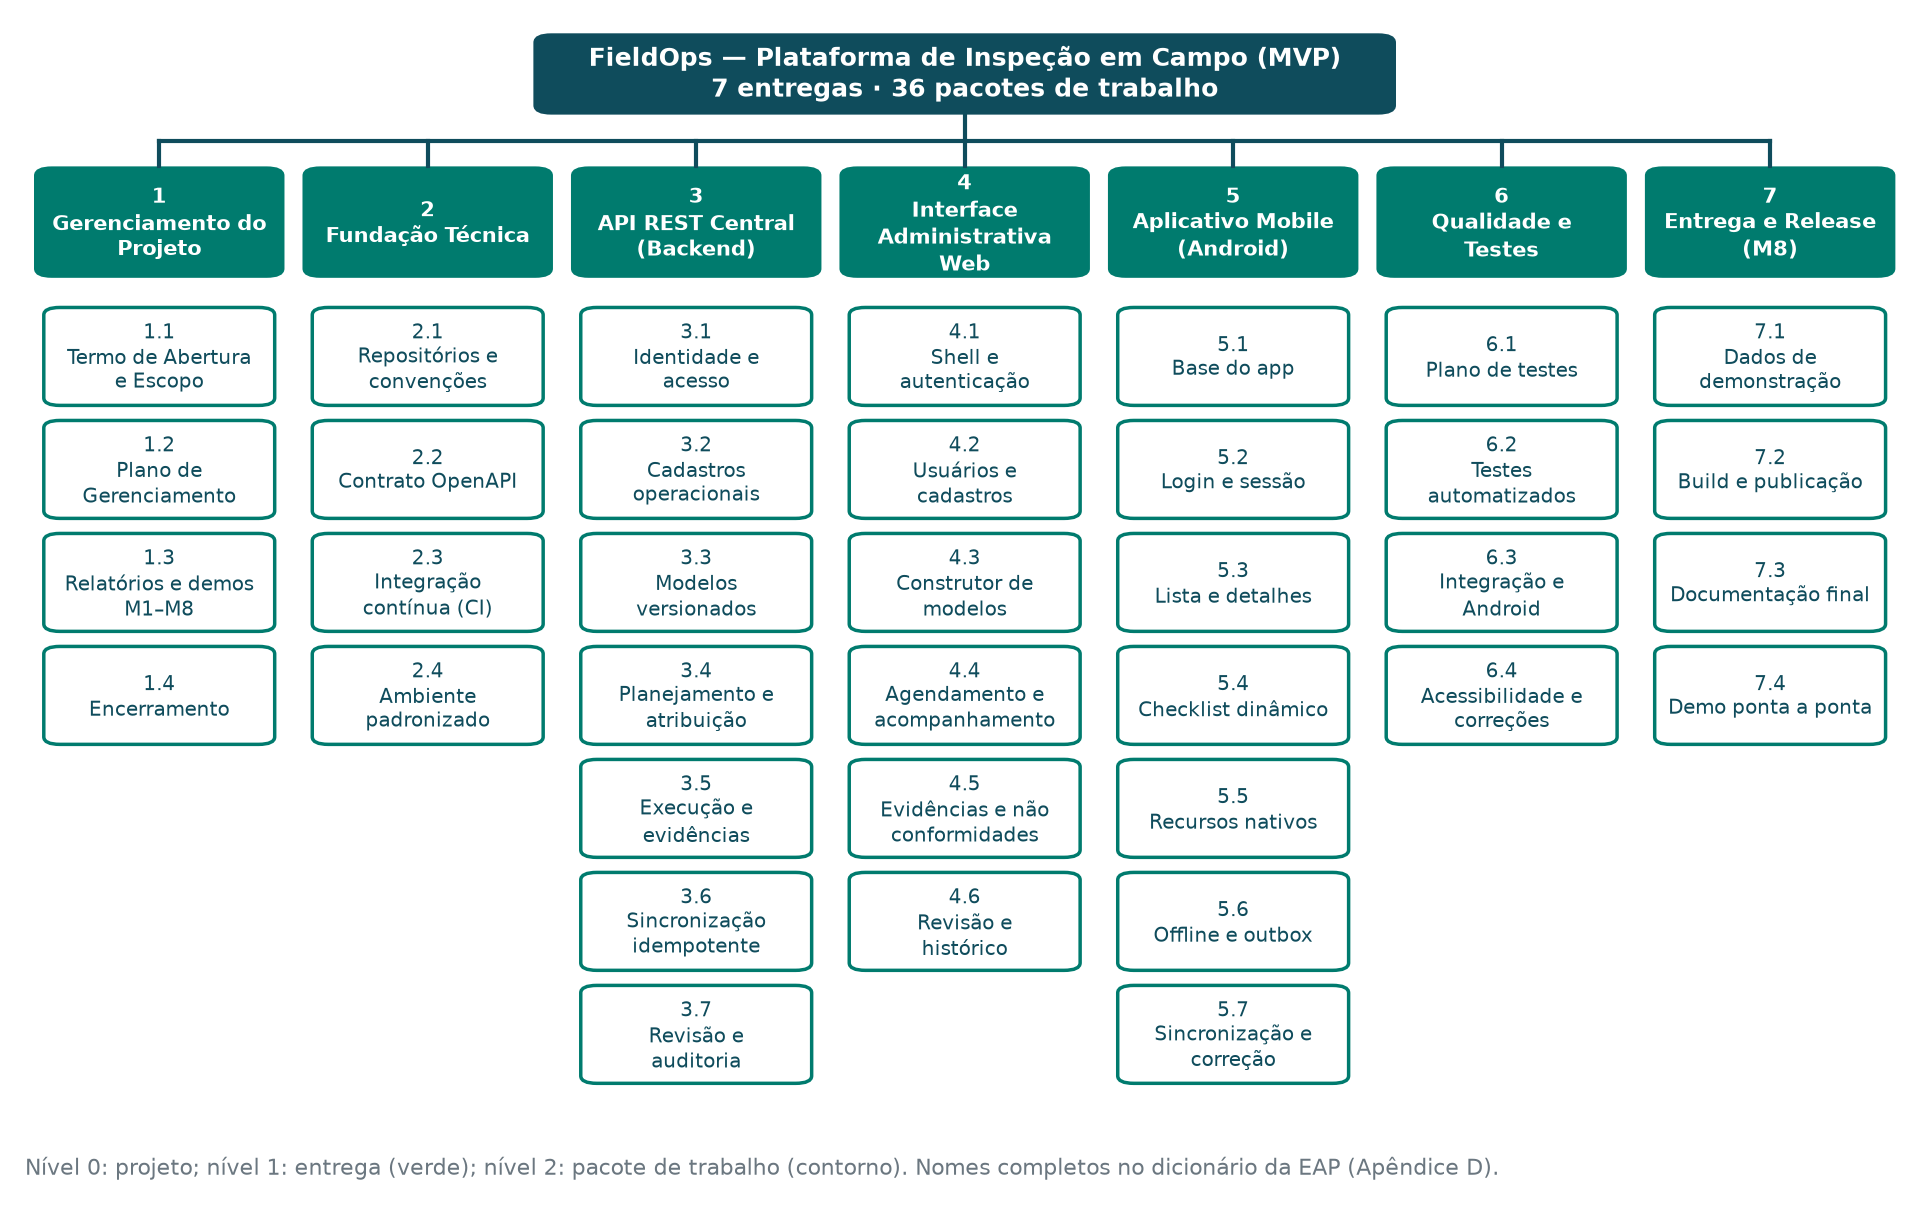 FieldOps — Plataforma de Inspeção em Campo (MVP)
7 entregas · 36 pacotes de trabalho
1
Gerenciamento do
Projeto
2
Fundação Técnica
3
API REST Central
(Backend)
4
Interface
Administrativa
Web
5
Aplicativo Mobile
(Android)
6
Qualidade e
Testes
7
Entrega e Release
(M8)
1.1
Termo de Abertura
e Escopo
1.2
Plano de
Gerenciamento
1.3
Relatórios e demos
M1–M8
1.4
Encerramento
2.1
Repositórios e
convenções
2.2
Contrato OpenAPI
2.3
Integração
contínua (CI)
2.4
Ambiente
padronizado
3.1
Identidade e
acesso
3.2
Cadastros
operacionais
3.3
Modelos
versionados
3.4
Planejamento e
atribuição
3.5
Execução e
evidências
3.6
Sincronização
idempotente
3.7
Revisão e
auditoria
4.1
Shell e
autenticação
4.2
Usuários e
cadastros
4.3
Construtor de
modelos
4.4
Agendamento e
acompanhamento
4.5
Evidências e não
conformidades
4.6
Revisão e
histórico
5.1
Base do app
5.2
Login e sessão
5.3
Lista e detalhes
5.4
Checklist dinâmico
5.5
Recursos nativos
5.6
Offline e outbox
5.7
Sincronização e
correção
6.1
Plano de testes
6.2
Testes
automatizados
6.3
Integração e
Android
6.4
Acessibilidade e
correções
7.1
Dados de
demonstração
7.2
Build e publicação
7.3
Documentação final
7.4
Demo ponta a ponta
Nível 0: projeto; nível 1: entrega (verde); nível 2: pacote de trabalho (contorno). Nomes completos no dicionário da EAP (Apêndice D).